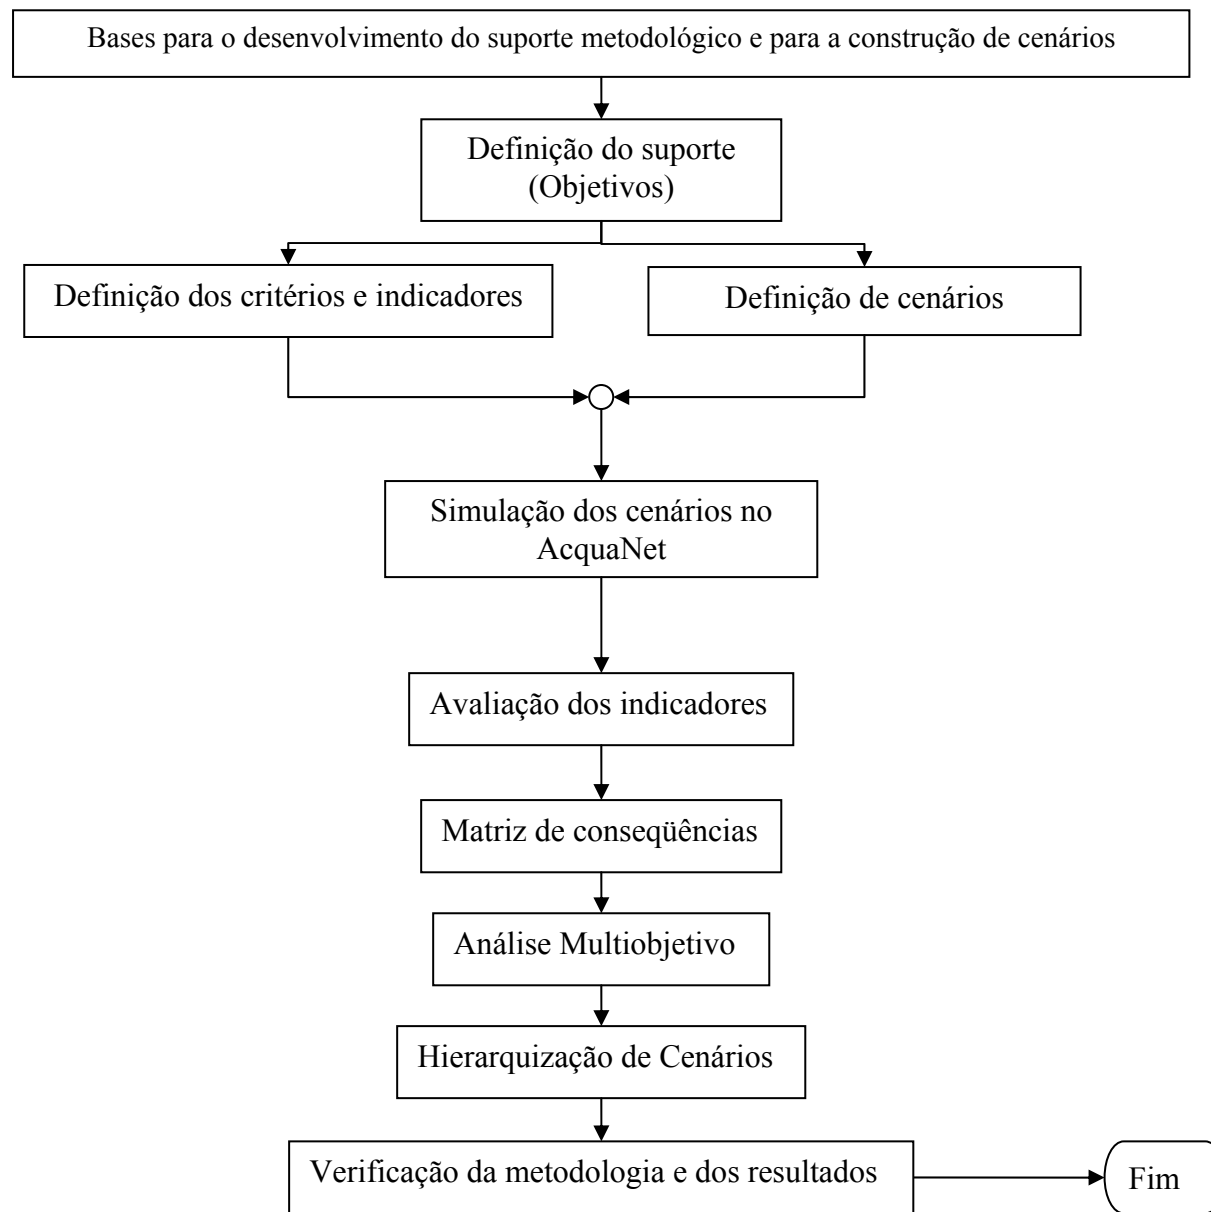 Bases para o desenvolvimento do suporte metodológico e para a construção de cenários
Definição do suporte
(Objetivos)
Definição dos critérios e indicadores
Definição de cenários
Simulação dos cenários no
AcquaNet
Avaliação dos indicadores
Matriz de conseqüências
Análise Multiobjetivo
Hierarquização de Cenários
Verificação da metodologia e dos resultados
Fim